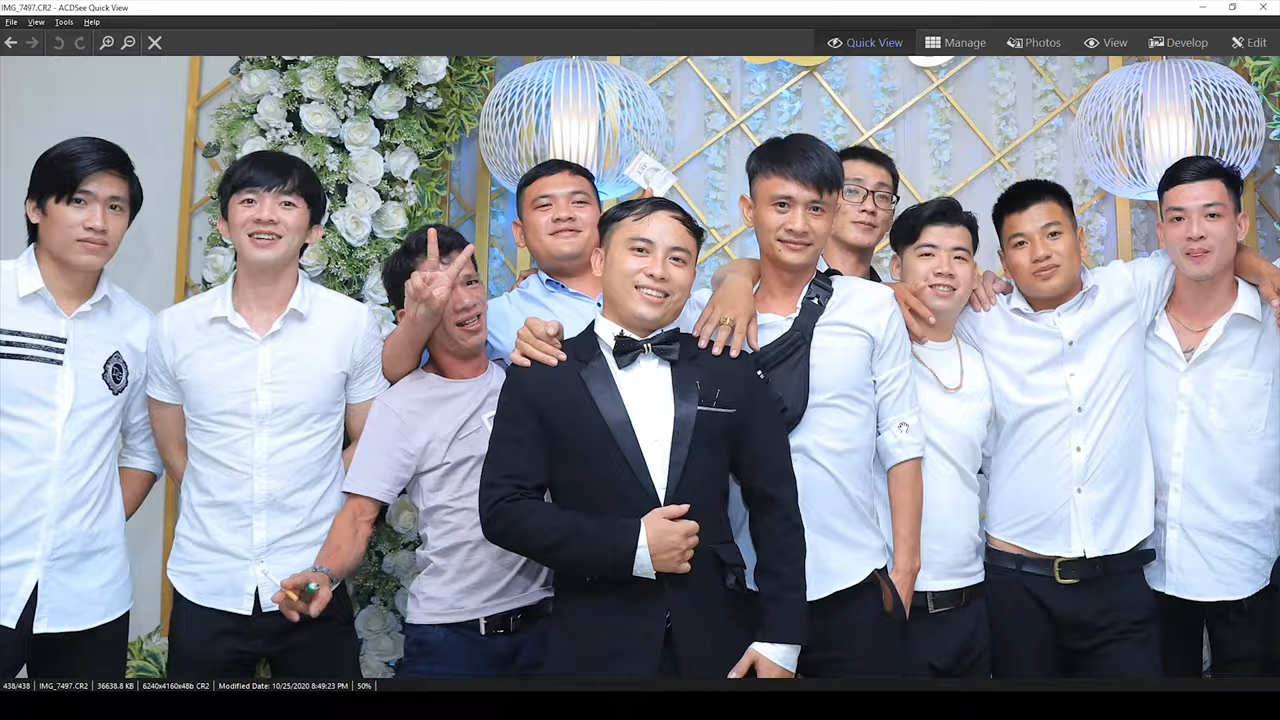 IMG_7497.CR2 - ACDSee Quick View
File View Tools Help
Quick View Manage Photos View Develop Edit
438/438 IMG_7497.CR2 36638.8 KB 6240x4160x48b CR2 Modified Date: 10/25/2020 8:49:23 PM 50%